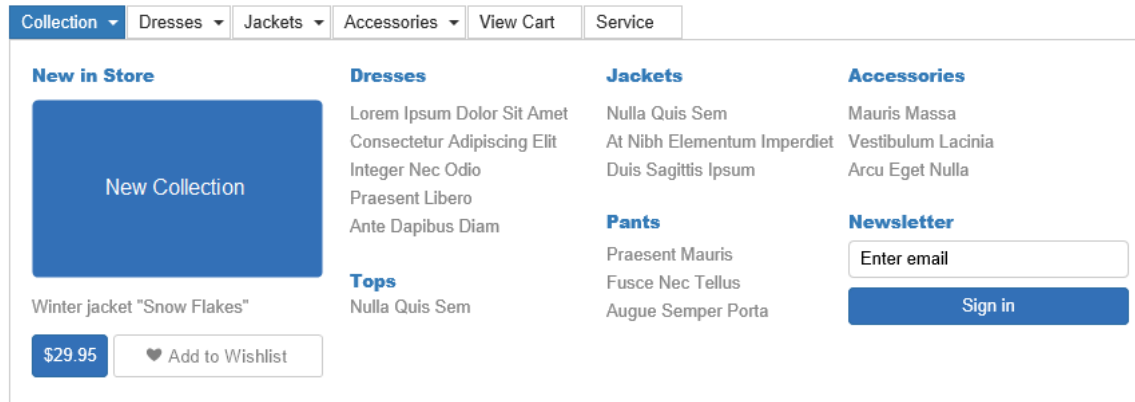 Collection Dresses Jackets Accessories View Cart Service
New in Store
New Collection
Winter jacket "Snow Flakes"
$29.95 Add to Wishlist
Dresses
Lorem Ipsum Dolor Sit Amet
Consectetur Adipiscing Elit
Integer Nec Odio
Praesent Libero
Ante Dapibus Diam
Tops
Nulla Quis Sem
Jackets
Nulla Quis Sem
At Nibh Elementum Imperdiet
Duis Sagittis Ipsum
Pants
Praesent Mauris
Fusce Nec Tellus
Augue Semper Porta
Accessories
Mauris Massa
Vestibulum Lacinia
Arcu Eget Nulla
Newsletter
Enter email
Sign in